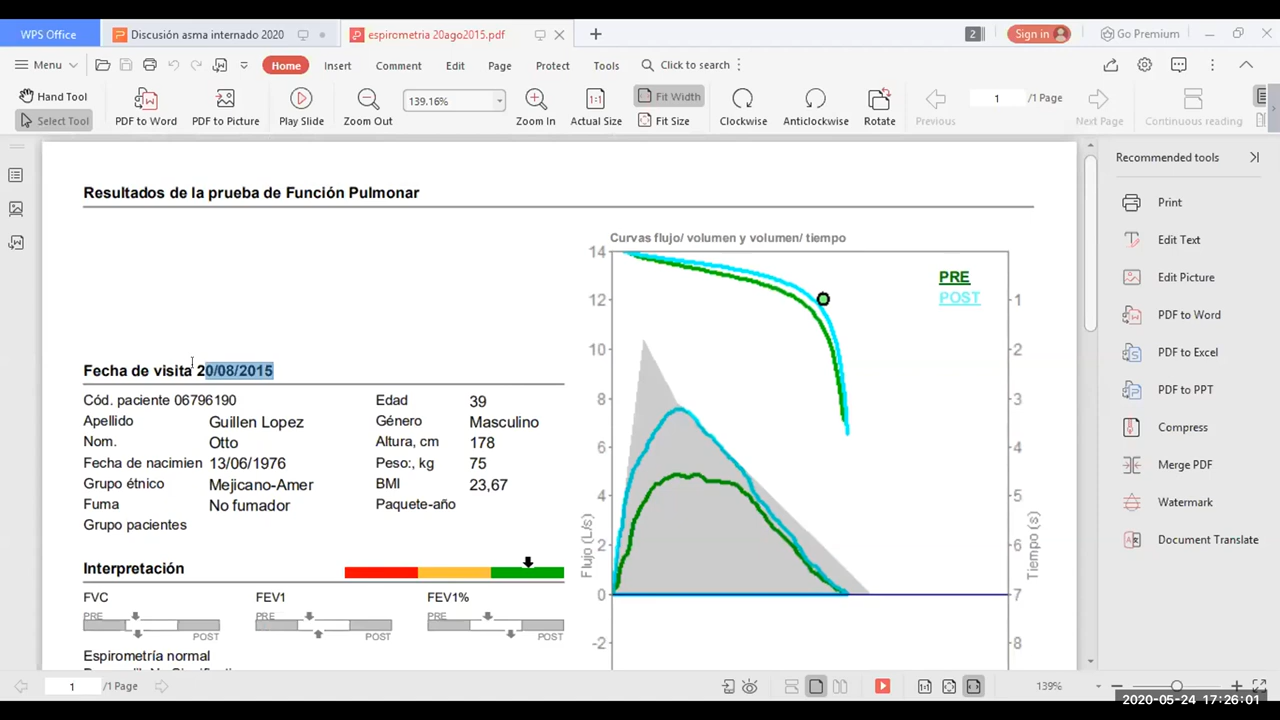 WPS Office
Discusión asma internado 2020
espirometria 20ago2015.pdf
2
Sign in
Go Premium
Menu
Home
Insert
Comment
Edit
Page
Protect
Tools
Click to search
Hand Tool
Select Tool
PDF to Word
PDF to Picture
Play Slide
Zoom Out
139.16%
Zoom In
Actual Size
Fit Width
Fit Size
Clockwise
Anticlockwise
Rotate
Previous
1 /1 Page
Next Page
Continuous reading
Resultados de la prueba de Función Pulmonar
Fecha de visita 20/08/2015
Cód. paciente 06796190
Edad 39
Apellido Guillen Lopez
Género Masculino
Nom. Otto
Altura, cm 178
Fecha de nacimien 13/06/1976
Peso:, kg 75
Grupo étnico Mejicano-Amer
BMI 23,67
Fuma No fumador
Paquete-año
Grupo pacientes
Interpretación
FVC
FEV1
FEV1%
PRE
POST
PRE
POST
PRE
POST
Espirometría normal
Curvas flujo/ volumen y volumen/ tiempo
PRE
POST
14
12
10
8
6
4
2
0
-2
Flujo (L/s)
1
2
3
4
5
6
7
8
Tiempo (s)
Recommended tools
Print
Edit Text
Edit Picture
PDF to Word
PDF to Excel
PDF to PPT
Compress
Merge PDF
Watermark
Document Translate
1 /1 Page
139%
2020-05-24 17:26:01